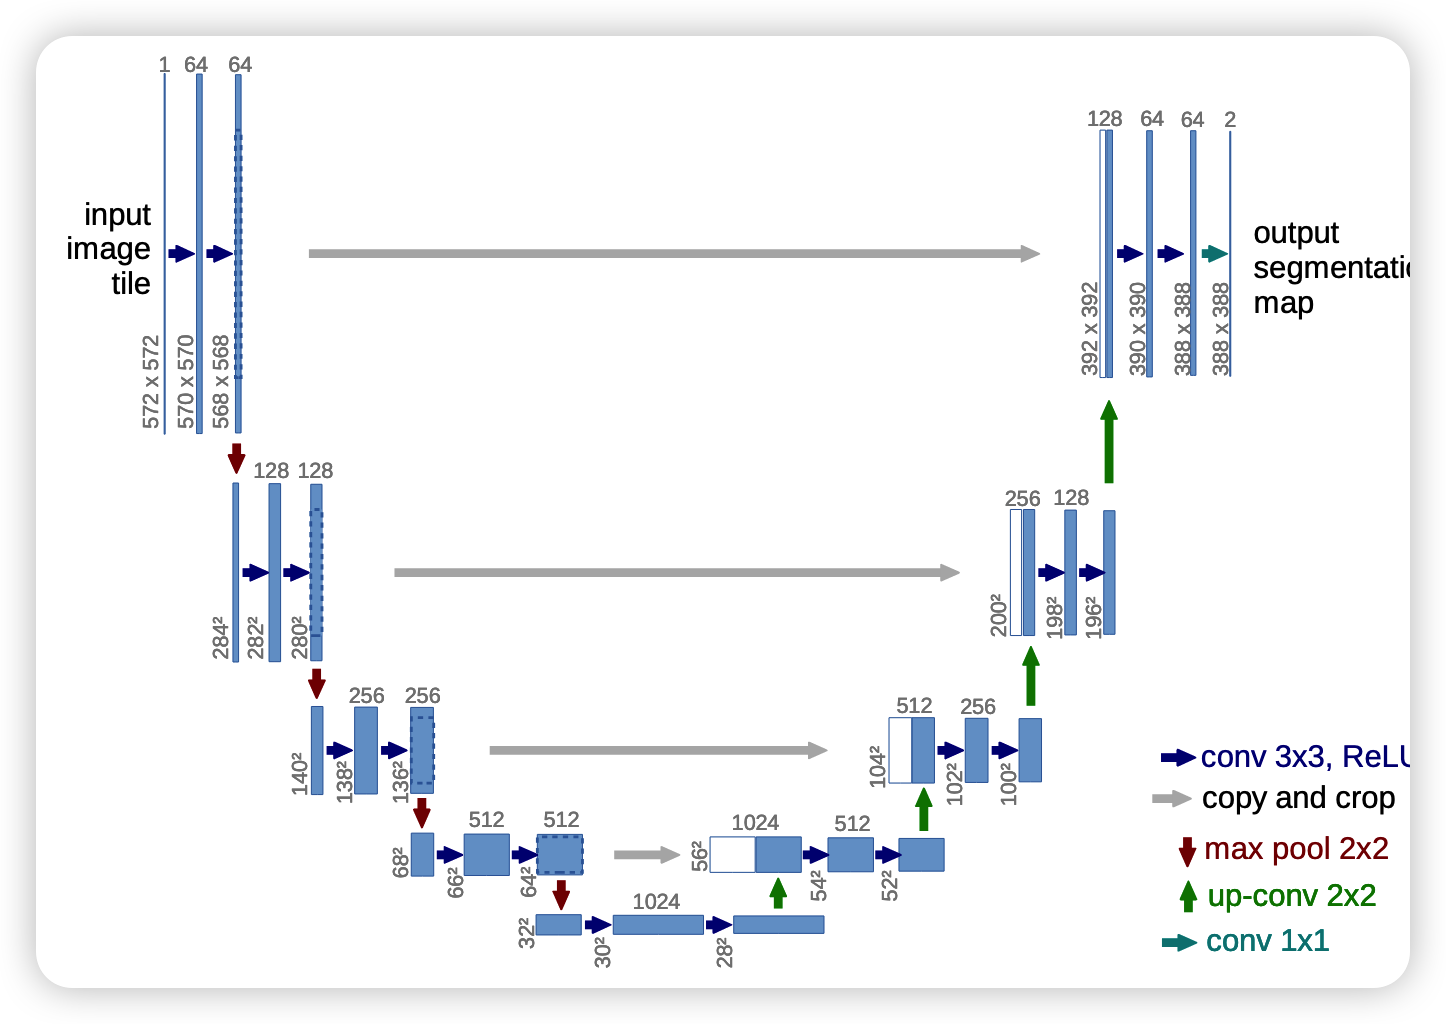 1 64 64
input
image
tile
572 x 572
570 x 570
568 x 568
128 64 64 2
output
segmentatio
map
392 x 392
390 x 390
388 x 388
388 x 388
128 128
284²
282²
280²
256 128
200²
198²
196²
256 256
140²
138²
136²
512 256
104²
102²
100²
512 512
68²
66²
64²
1024 512
56²
54²
52²
1024
32²
30²
28²
conv 3x3, ReLU
copy and crop
max pool 2x2
up-conv 2x2
conv 1x1